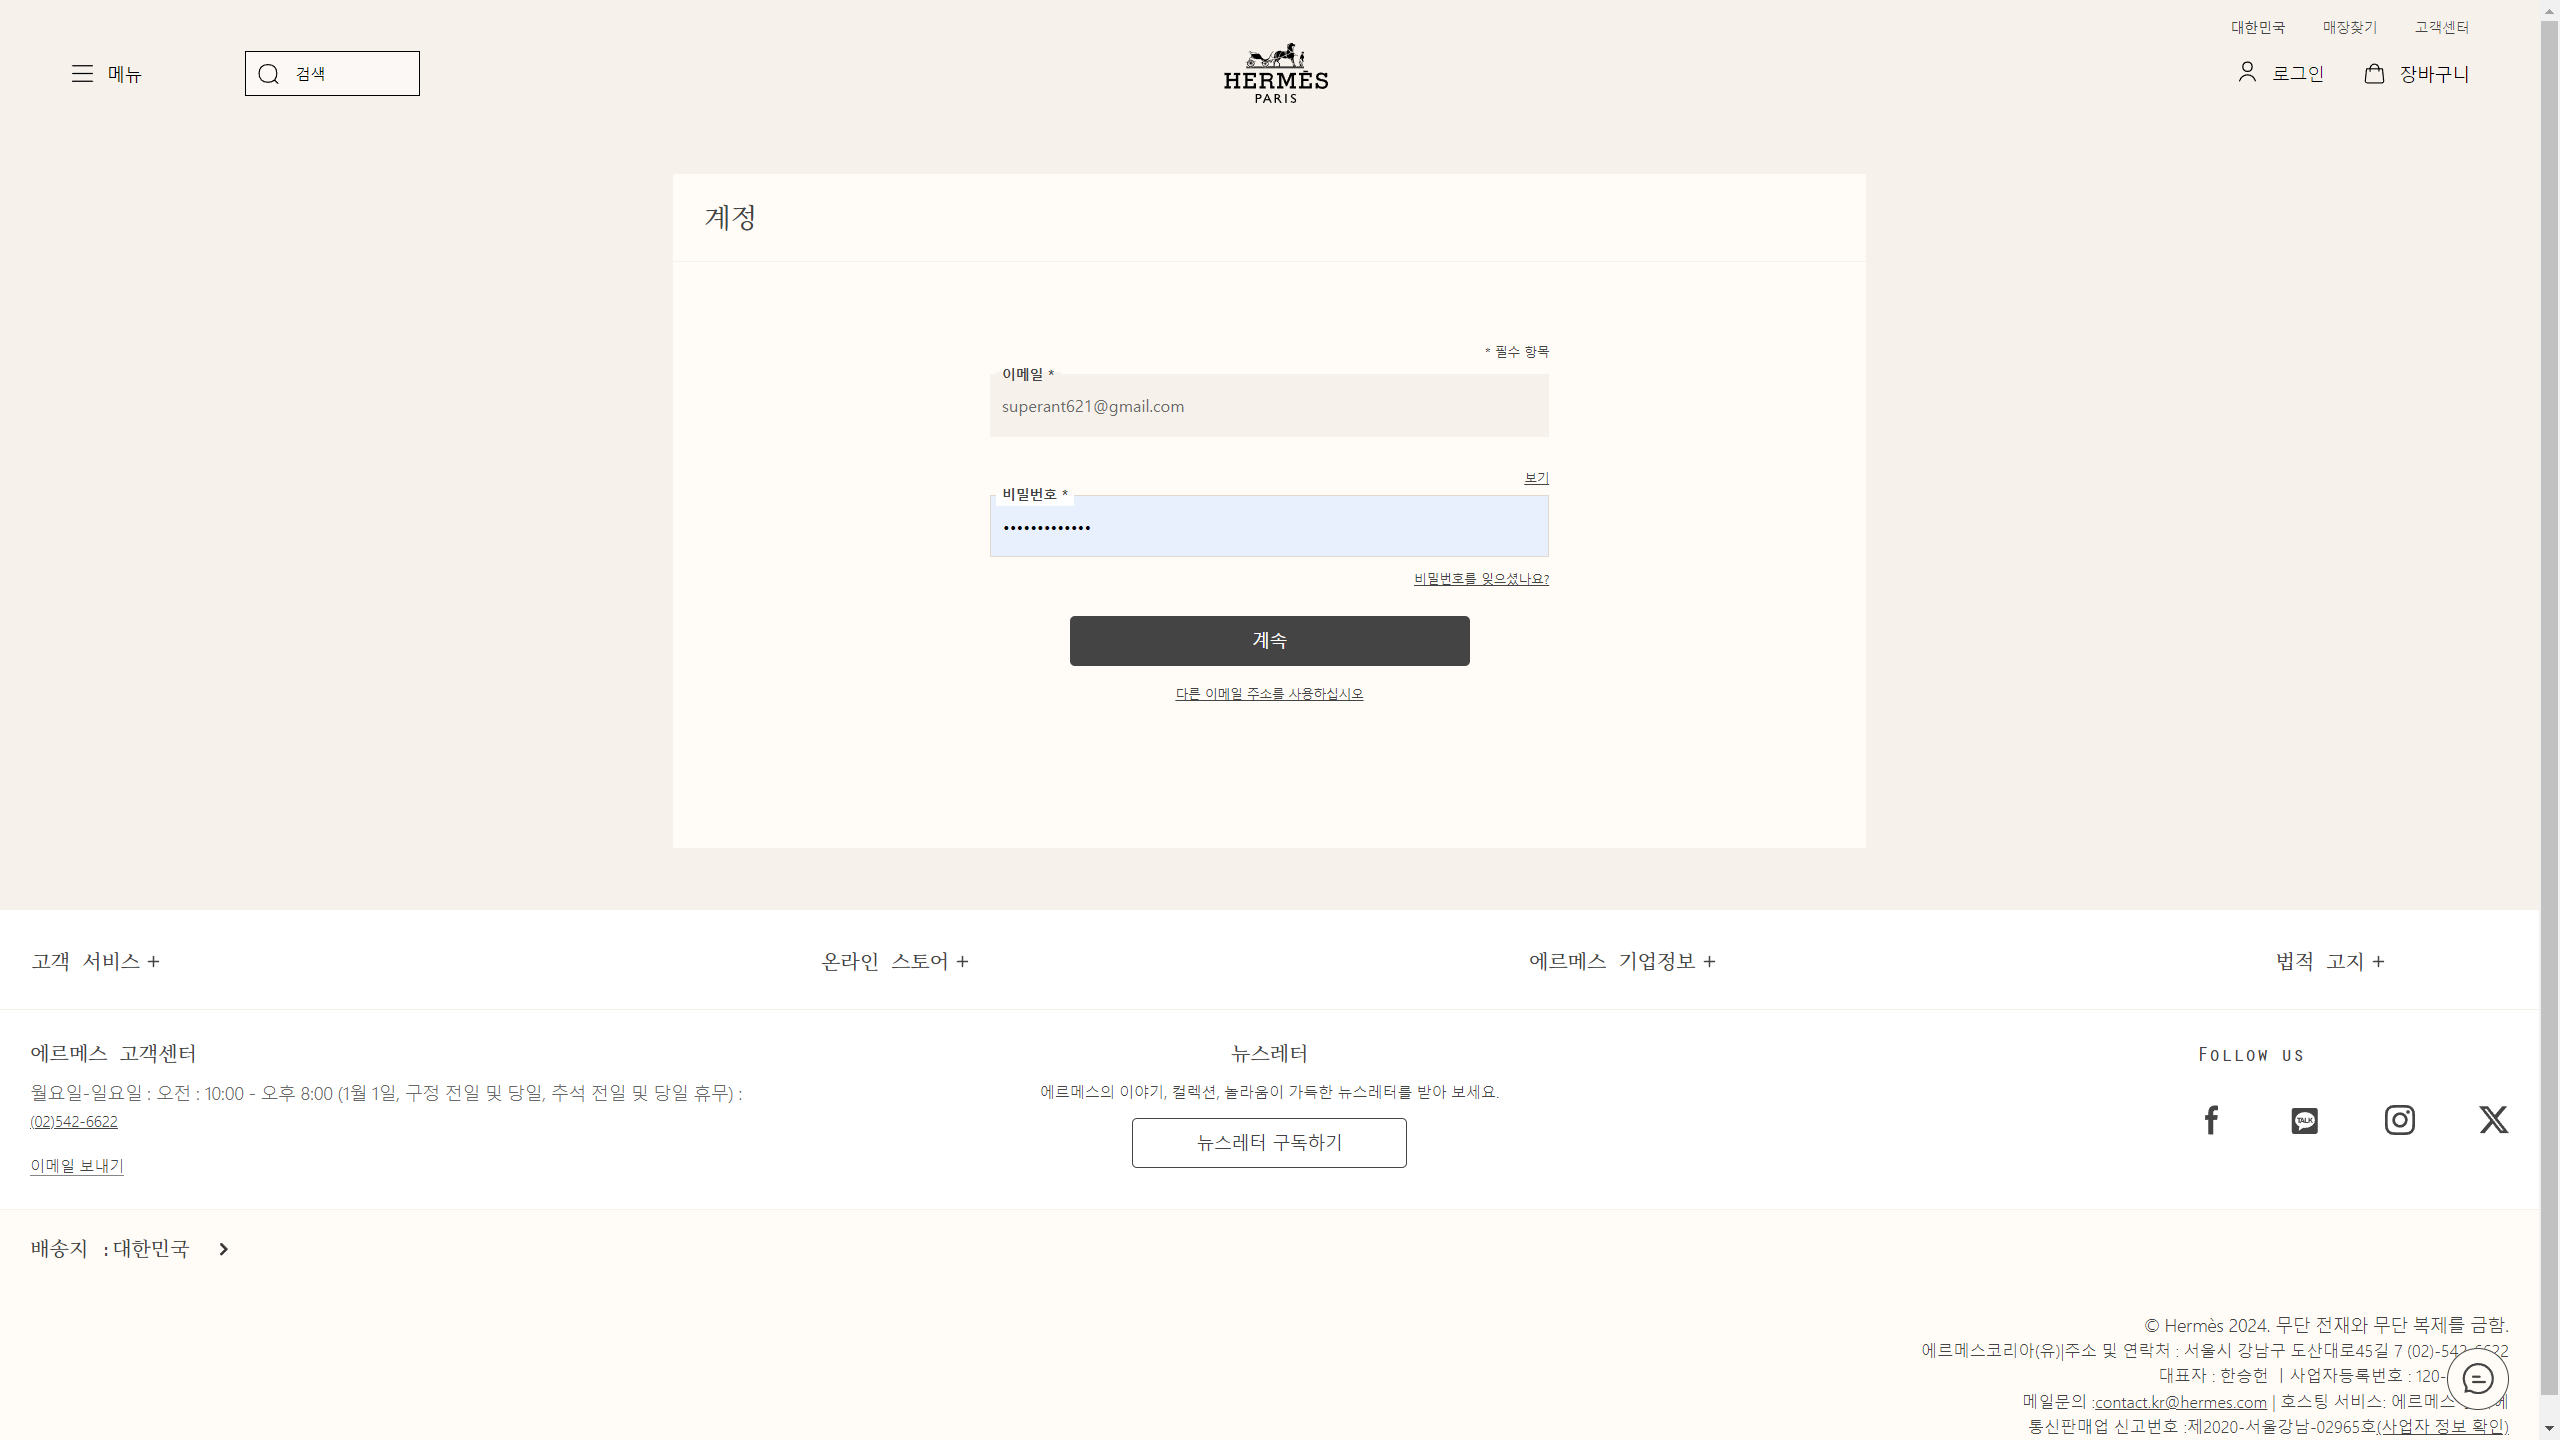 대한민국 매장찾기 고객센터
메뉴 검색 HERMÈS PARIS 로그인 장바구니
계정
* 필수 항목
이메일 *
superant621@gmail.com
보기
비밀번호 *
•••••••••••••
비밀번호를 잊으셨나요?
계속
다른 이메일 주소를 사용하십시오
고객 서비스 + 온라인 스토어 + 에르메스 기업정보 + 법적 고지 +
에르메스 고객센터
월요일-일요일 : 오전 : 10:00 - 오후 8:00 (1월 1일, 구정 전일 및 당일, 추석 전일 및 당일 휴무) :
(02)542-6622
이메일 보내기
뉴스레터
에르메스의 이야기, 컬렉션, 놀라움이 가득한 뉴스레터를 받아 보세요.
뉴스레터 구독하기
Follow us
TALK
배송지 : 대한민국
© Hermès 2024. 무단 전재와 무단 복제를 금함.
에르메스코리아(유)|주소 및 연락처 : 서울시 강남구 도산대로45길 7 (02)-542-6622
대표자 : 한승헌 ㅣ사업자등록번호 : 120-
메일문의 :contact.kr@hermes.com | 호스팅 서비스: 에르메스
통신판매업 신고번호 :제2020-서울강남-02965호(사업자 정보 확인)